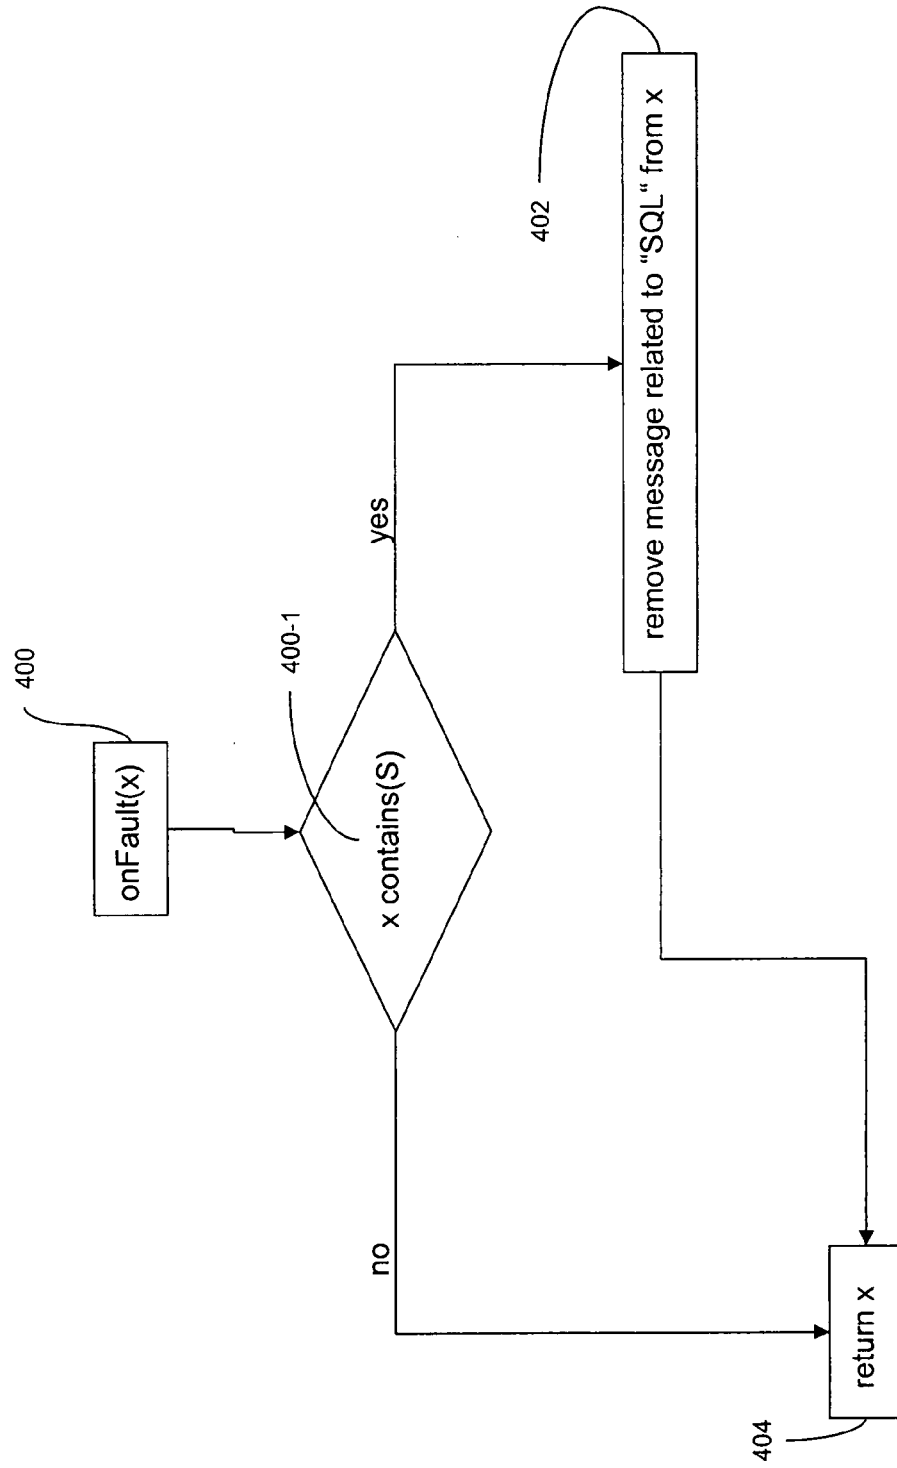 400
onFault(x)
400-1
x contains(S)
no
yes
402
remove message related to "SQL“ from x
404
return x